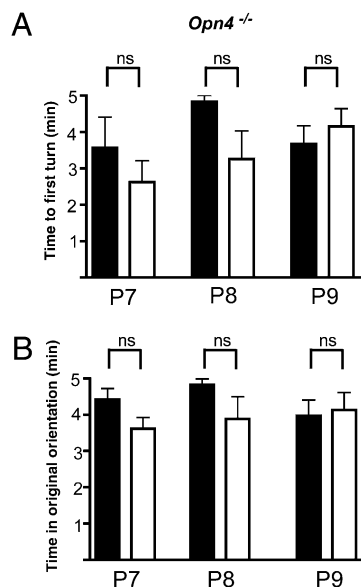 A
Opn4 -/-
ns ns ns
Time to first turn (min)
5
4
3
2
1
P7 P8 P9
B
ns ns ns
Time in original orientation (min)
5
4
3
2
1
P7 P8 P9